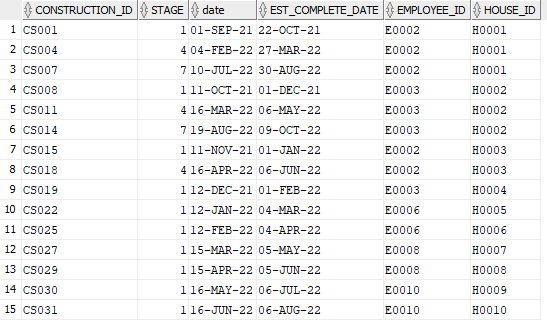 CONSTRUCTION_ID STAGE date EST_COMPLETE_DATE EMPLOYEE_ID HOUSE_ID
1 CS001 1 01-SEP-21 22-OCT-21 E0002 H0001
2 CS004 4 04-FEB-22 27-MAR-22 E0002 H0001
3 CS007 7 10-JUL-22 30-AUG-22 E0002 H0001
4 CS008 1 11-OCT-21 01-DEC-21 E0003 H0002
5 CS011 4 16-MAR-22 06-MAY-22 E0003 H0002
6 CS014 7 19-AUG-22 09-OCT-22 E0003 H0002
7 CS015 1 11-NOV-21 01-JAN-22 E0002 H0003
8 CS018 4 16-APR-22 06-JUN-22 E0002 H0003
9 CS019 1 12-DEC-21 01-FEB-22 E0003 H0004
10 CS022 1 12-JAN-22 04-MAR-22 E0006 H0005
11 CS025 1 12-FEB-22 04-APR-22 E0006 H0006
12 CS027 1 15-MAR-22 05-MAY-22 E0008 H0007
13 CS029 1 15-APR-22 05-JUN-22 E0008 H0008
14 CS030 1 16-MAY-22 06-JUL-22 E0010 H0009
15 CS031 1 16-JUN-22 06-AUG-22 E0010 H0010